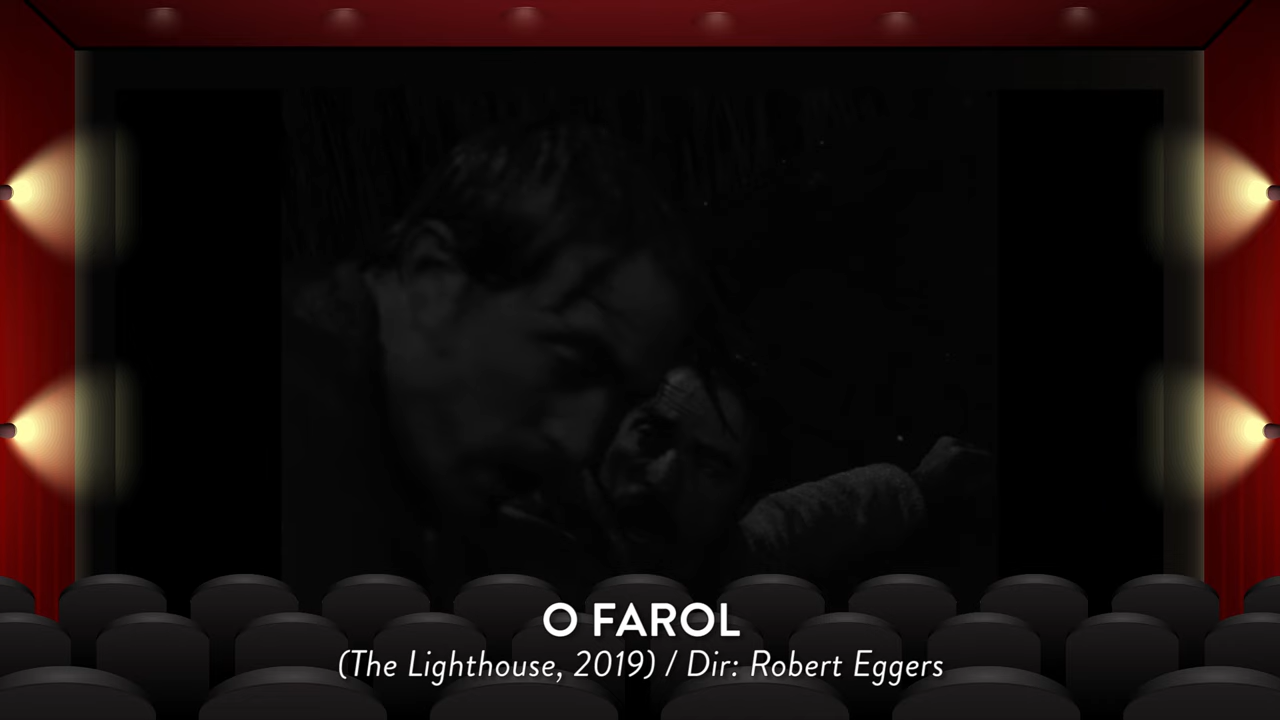 O FAROL
(The Lighthouse, 2019) / Dir: Robert Eggers